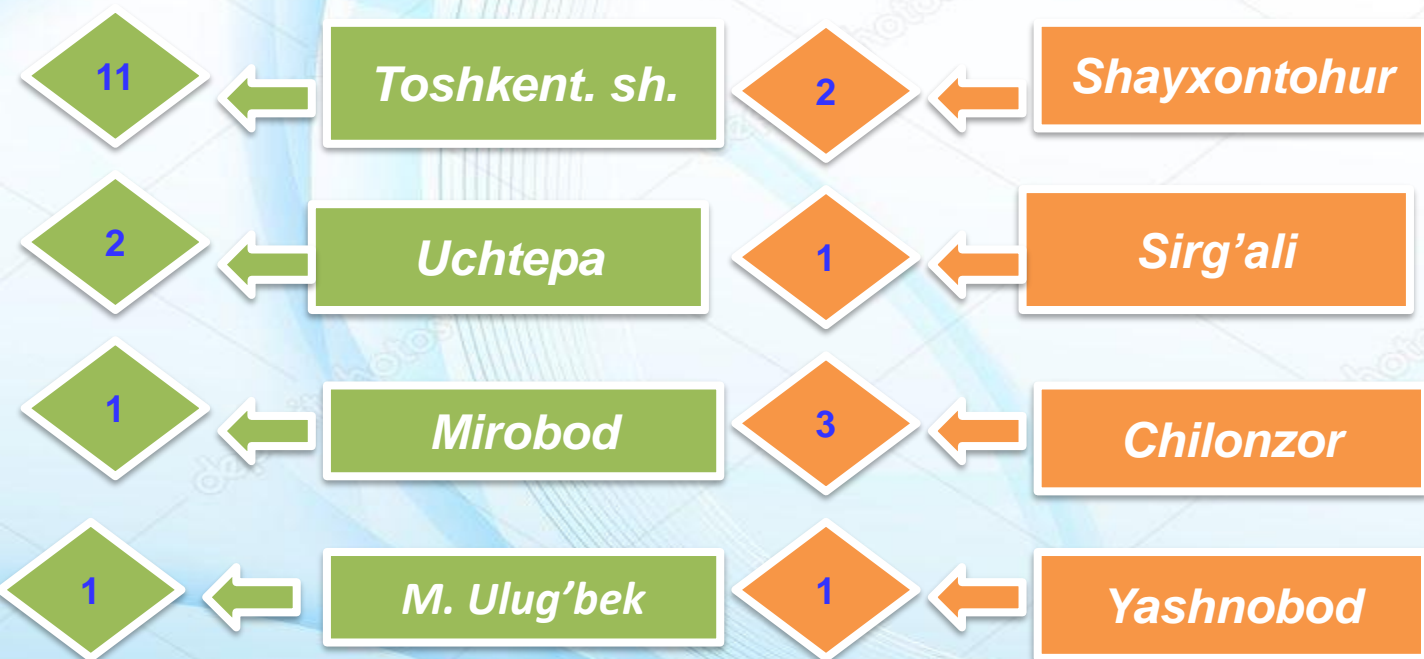 11
Toshkent. sh.
2
Shayxontohur
2
Uchtepa
1
Sirg’ali
1
Mirobod
3
Chilonzor
1
M. Ulug’bek
1
Yashnobod